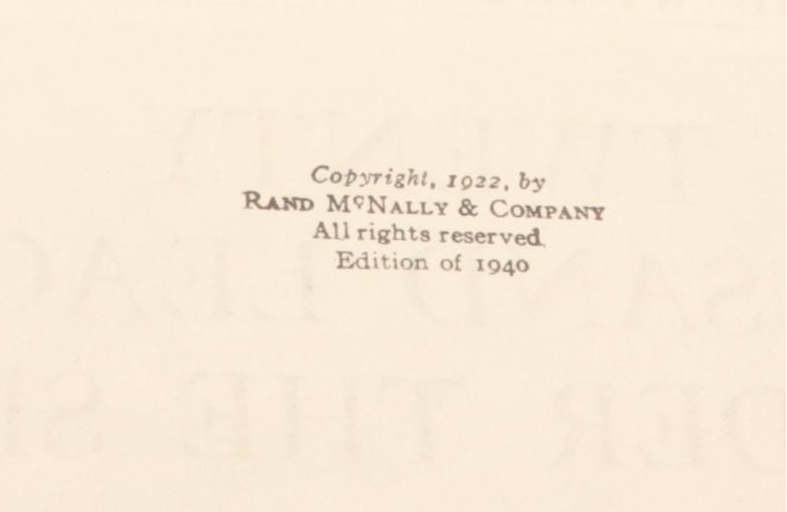 Copyright, 1922, by
RAND McNALLY & COMPANY
All rights reserved
Edition of 1940